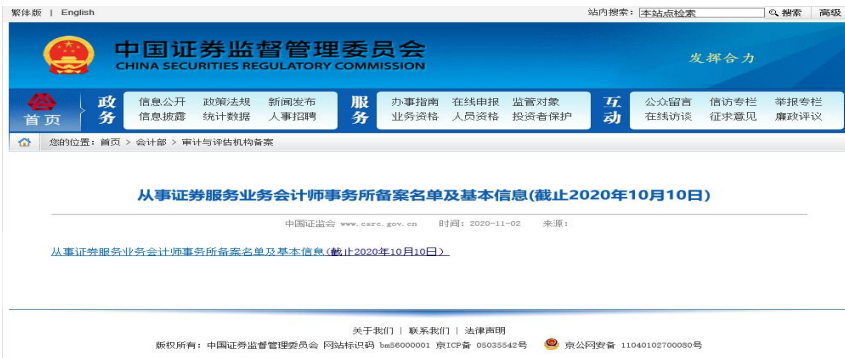 繁体版 | English 站内搜索: 本站点检索 搜索 高级
中国证券监督管理委员会
CHINA SECURITIES REGULATORY COMMISSION
发挥合力
首页 政务 信息公开 政策法规 新闻发布 服务 办事指南 在线申报 监管对象 互动 公众留言 信访专栏 举报专栏
信息披露 统计数据 人事招聘 业务资格 人员资格 投资者保护 在线访谈 征求意见 廉政评议
您的位置: 首页 > 会计部 > 审计与评估机构备案
从事证券服务业务会计师事务所备案名单及基本信息(截止2020年10月10日)
中国证监会 www.csrc.gov.cn 时间: 2020-11-02 来源:
从事证券服务业务会计师事务所备案名单及基本信息(截止2020年10月10日)
关于我们 | 联系我们 | 法律声明
版权所有: 中国证券监督管理委员会 网站标识码 bm56000001 京ICP备 05035542号 京公网安备 11040102700080号